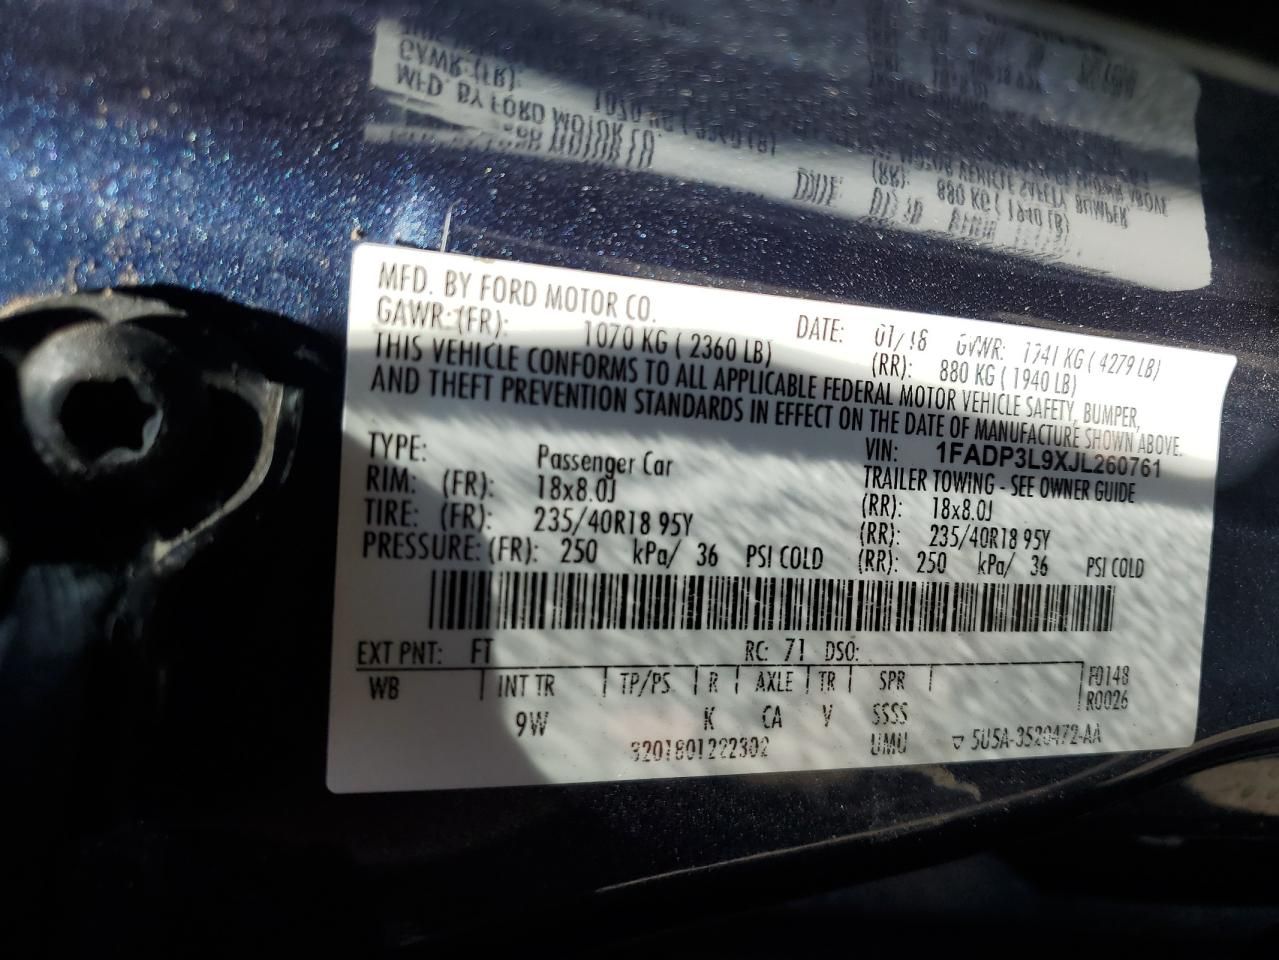 MFD. BY FORD MOTOR CO.
DATE: 01/18 GVWR: 1941 KG ( 4279 LB)
GAWR: (FR): 1070 KG ( 2360 LB) (RR): 880 KG ( 1940 LB)
THIS VEHICLE CONFORMS TO ALL APPLICABLE FEDERAL MOTOR VEHICLE SAFETY, BUMPER,
AND THEFT PREVENTION STANDARDS IN EFFECT ON THE DATE OF MANUFACTURE SHOWN ABOVE.
VIN: 1FADP3L9XJL260761
TYPE: Passenger Car TRAILER TOWING - SEE OWNER GUIDE
RIM: (FR): 18x8.0J (RR): 18x8.0J
TIRE: (FR): 235/40R18 95Y (RR): 235/40R18 95Y
PRESSURE: (FR): 250 kPa/ 36 PSI COLD (RR): 250 kPa/ 36 PSI COLD
EXT PNT: FT RC: 71 DSO:
WB INT TR TP/PS R AXLE TR SPR F0148
R0026
9W K CA V SSSS
3201801222302 UMU ▽ 5U5A-3520472-AA